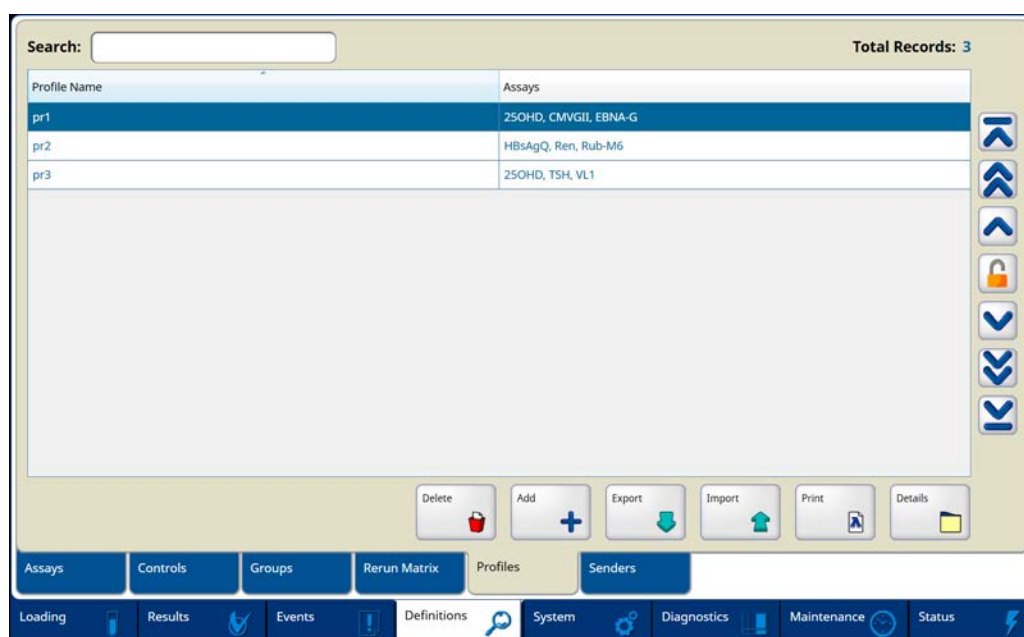 Search: Total Records: 3
Profile Name Assays
pr1 25OHD, CMVGII, EBNA-G
pr2 HBsAgQ, Ren, Rub-M6
pr3 25OHD, TSH, VL1
Delete Add Export Import Print Details
Assays Controls Groups Rerun Matrix Profiles Senders
Loading Results Events Definitions System Diagnostics Maintenance Status